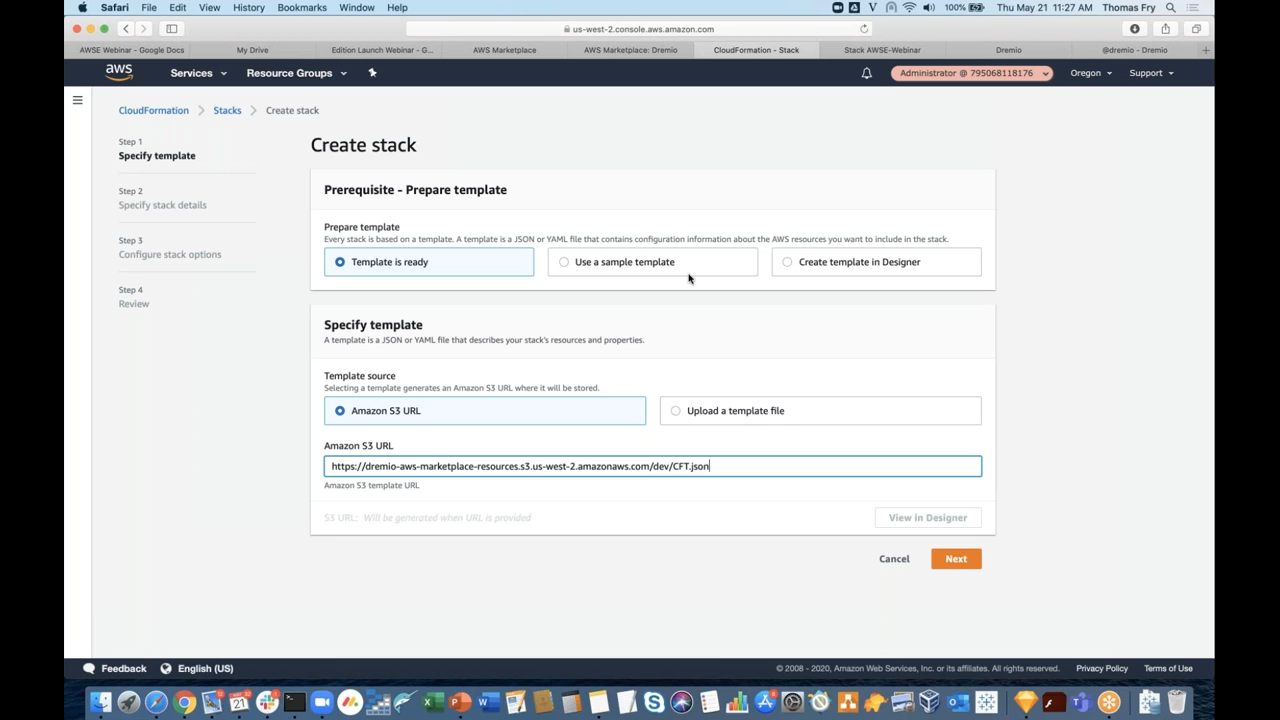 Safari File Edit View History Bookmarks Window Help 100% Thu May 21 11:27 AM Thomas Fry
us-west-2.console.aws.amazon.com
AWSE Webinar - Google Docs My Drive Edition Launch Webinar - G... AWS Marketplace AWS Marketplace: Dremio CloudFormation - Stack Stack AWSE-Webinar Dremio @dremio - Dremio
aws Services Resource Groups Administrator @ 795068118176 Oregon Support
CloudFormation Stacks Create stack
Step 1
Specify template
Step 2
Specify stack details
Step 3
Configure stack options
Step 4
Review
Create stack
Prerequisite - Prepare template
Prepare template
Every stack is based on a template. A template is a JSON or YAML file that contains configuration information about the AWS resources you want to include in the stack.
Template is ready Use a sample template Create template in Designer
Specify template
A template is a JSON or YAML file that describes your stack's resources and properties.
Template source
Selecting a template generates an Amazon S3 URL where it will be stored.
Amazon S3 URL Upload a template file
Amazon S3 URL
https://dremio-aws-marketplace-resources.s3.us-west-2.amazonaws.com/dev/CFT.json
Amazon S3 template URL
S3 URL: Will be generated when URL is provided View in Designer
Cancel Next
Feedback English (US) © 2008 - 2020, Amazon Web Services, Inc. or its affiliates. All rights reserved. Privacy Policy Terms of Use